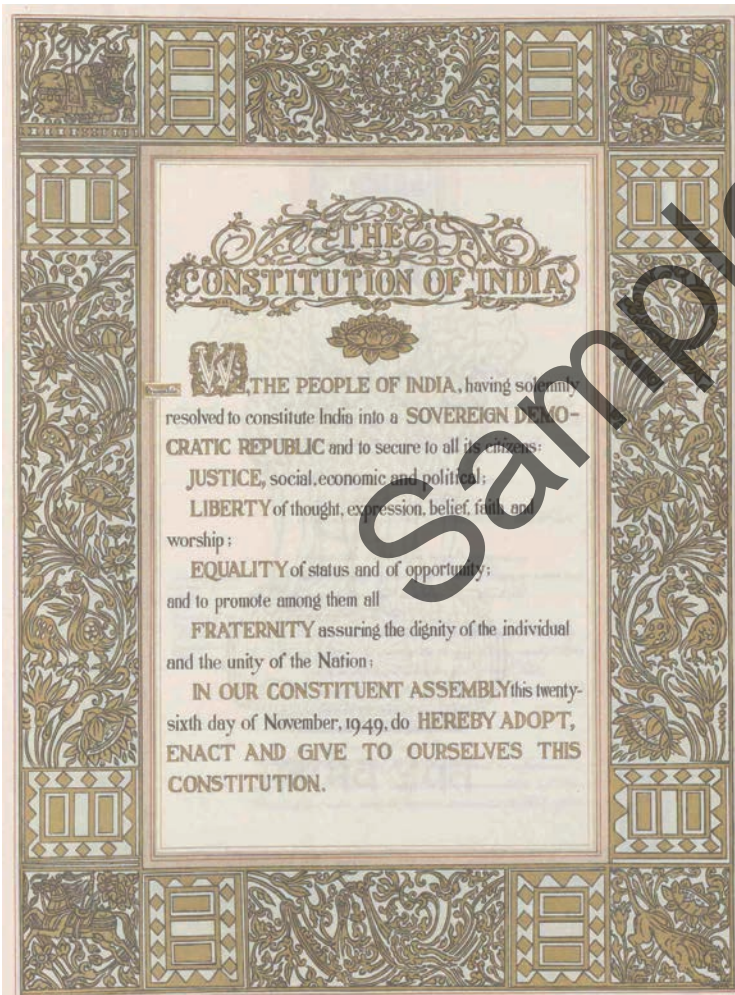 THE
CONSTITUTION OF INDIA
WE, THE PEOPLE OF INDIA, having solemnly
resolved to constitute India into a SOVEREIGN DEMO-
CRATIC REPUBLIC and to secure to all its citizens:
JUSTICE, social, economic and political;
LIBERTY of thought, expression, belief, faith and
worship;
EQUALITY of status and of opportunity;
and to promote among them all
FRATERNITY assuring the dignity of the individual
and the unity of the Nation;
IN OUR CONSTITUENT ASSEMBLY this twenty-
sixth day of November, 1949, do HEREBY ADOPT,
ENACT AND GIVE TO OURSELVES THIS
CONSTITUTION.
Sample